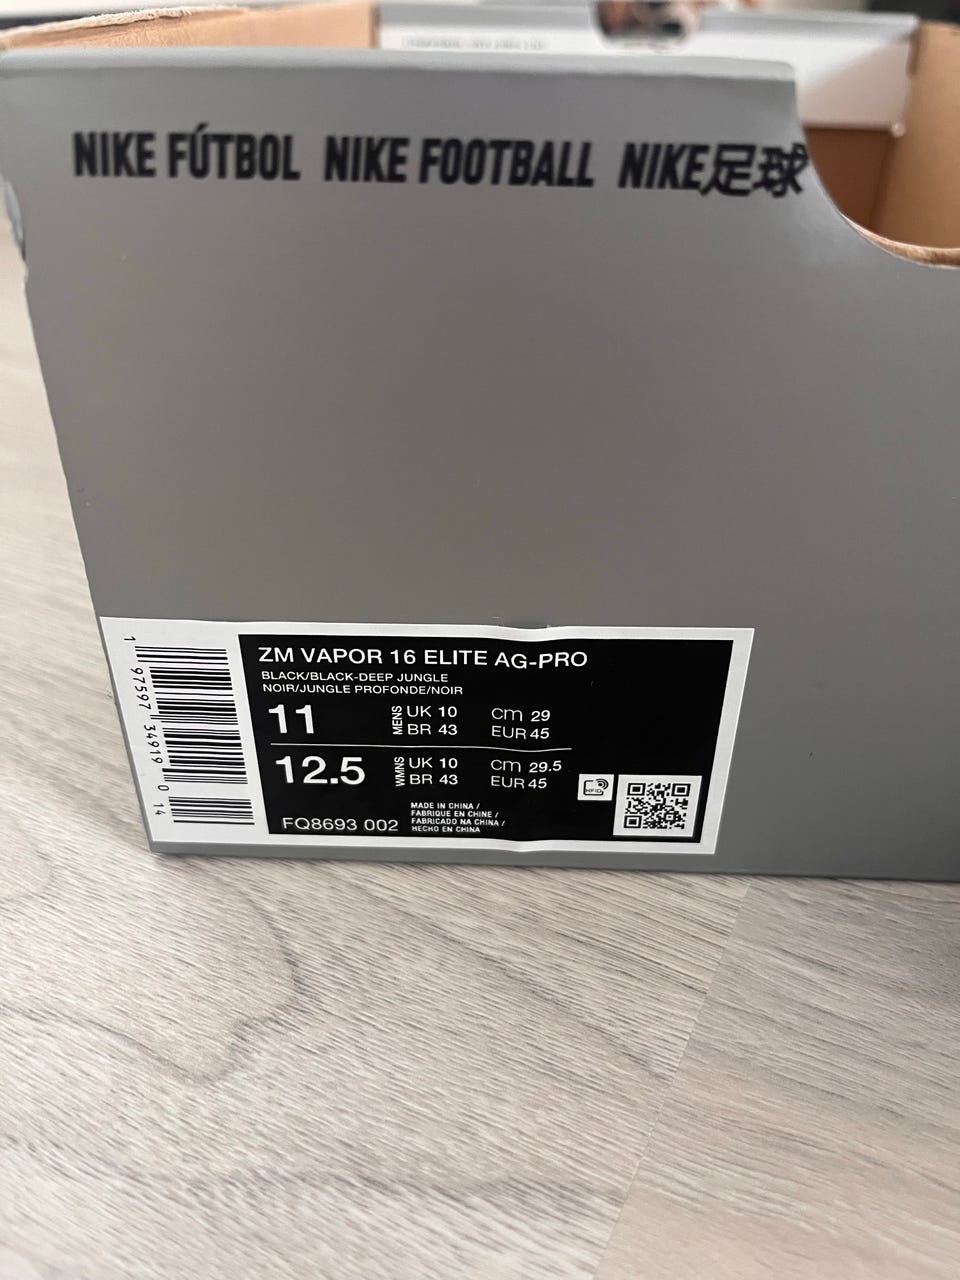 NIKE FÚTBOL NIKE FOOTBALL NIKE足球
ZM VAPOR 16 ELITE AG-PRO
BLACK/BLACK-DEEP JUNGLE
NOIR/JUNGLE PROFONDE/NOIR
11 MENS UK 10 cm 29
BR 43 EUR 45
12.5 WMNS UK 10 cm 29.5
BR 43 EUR 45
FQ8693 002
MADE IN CHINA /
FABRIQUE EN CHINE /
FABRICADO NA CHINA /
HECHO EN CHINA
RFID
1 97597 34919 0 14